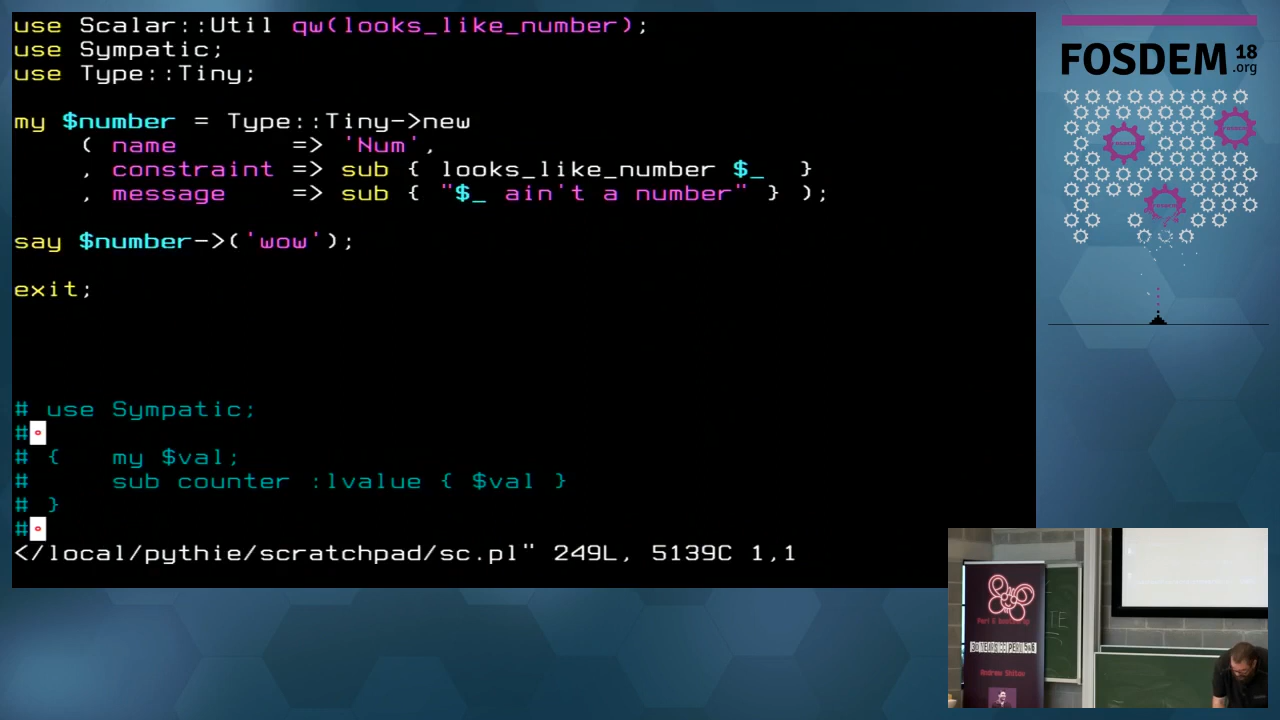 use Scalar::Util qw(looks_like_number);
use Sympatic;
use Type::Tiny;
my $number = Type::Tiny->new
( name => 'Num',
, constraint => sub { looks_like_number $_ }
, message => sub { "$_ ain't a number" } );
say $number->('wow');
exit;
# use Sympatic;
#
# { my $val;
# sub counter :lvalue { $val }
# }
#
</local/pythie/scratchpad/sc.pl" 249L, 5139C 1,1
FOSDEM 18
.org
Andrew Shitov